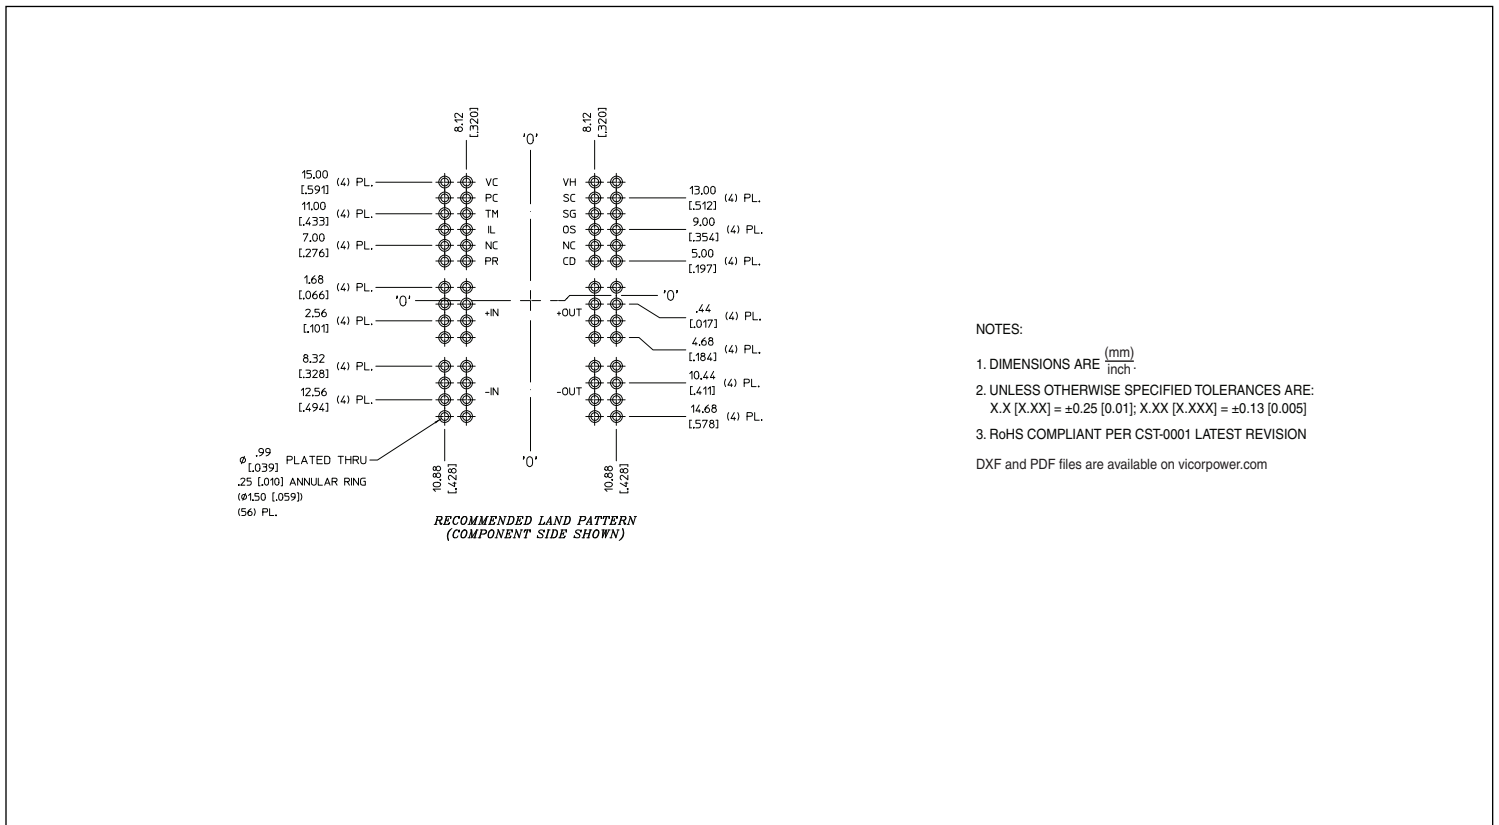 8.12
[.320]
8.12
[.320]
'0'
15.00
[.591] (4) PL.
11.00
[.433] (4) PL.
7.00
[.276] (4) PL.
1.68
[.066] (4) PL.
2.56
[.101] (4) PL.
8.32
[.328] (4) PL.
12.56
[.494] (4) PL.
VC
PC
TM
IL
NC
PR
'0'
+IN
-IN
VH
SC
SG
OS
NC
CD
'0'
+OUT
-OUT
13.00
[.512] (4) PL.
9.00
[.354] (4) PL.
5.00
[.197] (4) PL.
.44
[.017] (4) PL.
4.68
[.184] (4) PL.
10.44
[.411] (4) PL.
14.68
[.578] (4) PL.
ø .99
[.039] PLATED THRU
.25 [.010] ANNULAR RING
(ø1.50 [.059])
(56) PL.
10.88
[.428]
'0'
10.88
[.428]
RECOMMENDED LAND PATTERN
(COMPONENT SIDE SHOWN)
NOTES:
1. DIMENSIONS ARE (mm)
inch .
2. UNLESS OTHERWISE SPECIFIED TOLERANCES ARE:
X.X [X.XX] = ±0.25 [0.01]; X.XX [X.XXX] = ±0.13 [0.005]
3. RoHS COMPLIANT PER CST-0001 LATEST REVISION
DXF and PDF files are available on vicorpower.com